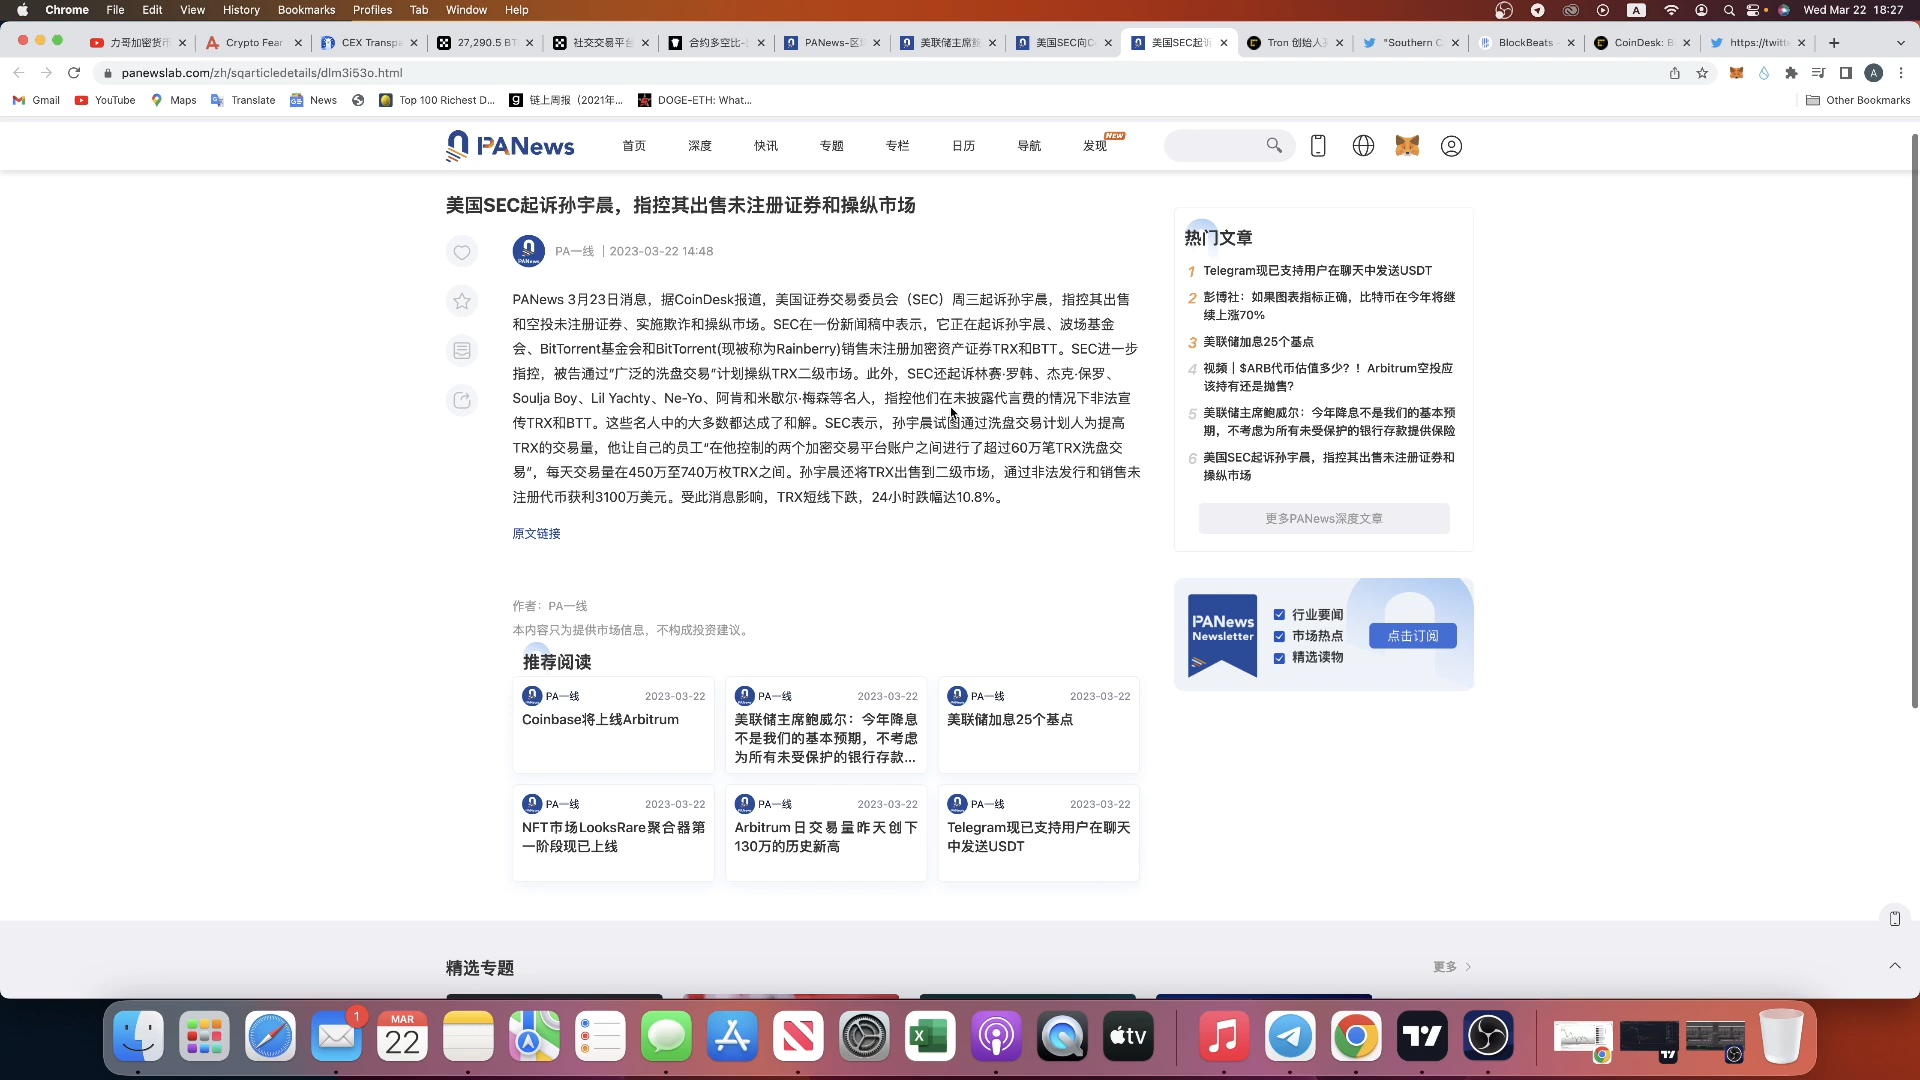 Chrome File Edit View History Bookmarks Profiles Tab Window Help
A
Wed Mar 22 18:27
力哥加密货币
Crypto Fear
CEX Transpa
27,290.5 BT
社交交易平台
合约多空比-
PANews-区
美联储主席鲍
美国SEC向C
美国SEC起诉
Tron 创始人
"Southern C
BlockBeats
CoinDesk: B
https://twitt
panewslab.com/zh/sqarticledetails/dlm3i53o.html
A
Gmail YouTube Maps Translate News Top 100 Richest D... 链上周报（2021年... DOGE-ETH: What... Other Bookmarks
PANews 首页 深度 快讯 专题 专栏 日历 导航 发现 NEW
美国SEC起诉孙宇晨，指控其出售未注册证券和操纵市场
PA一线 | 2023-03-22 14:48
PANews 3月23日消息，据CoinDesk报道，美国证券交易委员会（SEC）周三起诉孙宇晨，指控其出售
和空投未注册证券、实施欺诈和操纵市场。SEC在一份新闻稿中表示，它正在起诉孙宇晨、波场基金
会、BitTorrent基金会和BitTorrent(现被称为Rainberry)销售未注册加密资产证券TRX和BTT。SEC进一步
指控，被告通过"广泛的洗盘交易"计划操纵TRX二级市场。此外，SEC还起诉林赛·罗韩、杰克·保罗、
Soulja Boy、Lil Yachty、Ne-Yo、阿肯和米歇尔·梅森等名人，指控他们在未披露代言费的情况下非法宣
传TRX和BTT。这些名人中的大多数都达成了和解。SEC表示，孙宇晨试图通过洗盘交易计划人为提高
TRX的交易量，他让自己的员工"在他控制的两个加密交易平台账户之间进行了超过60万笔TRX洗盘交
易"，每天交易量在450万至740万枚TRX之间。孙宇晨还将TRX出售到二级市场，通过非法发行和销售未
注册代币获利3100万美元。受此消息影响，TRX短线下跌，24小时跌幅达10.8%。
原文链接
作者：PA一线
本内容只为提供市场信息，不构成投资建议。
推荐阅读
PA一线 2023-03-22
Coinbase将上线Arbitrum
PA一线 2023-03-22
美联储主席鲍威尔：今年降息
不是我们的基本预期，不考虑
为所有未受保护的银行存款...
PA一线 2023-03-22
美联储加息25个基点
PA一线 2023-03-22
NFT市场LooksRare聚合器第
一阶段现已上线
PA一线 2023-03-22
Arbitrum日交易量昨天创下
130万的历史新高
PA一线 2023-03-22
Telegram现已支持用户在聊天
中发送USDT
热门文章
1 Telegram现已支持用户在聊天中发送USDT
2 彭博社：如果图表指标正确，比特币在今年将继
续上涨70%
3 美联储加息25个基点
4 视频｜$ARB代币估值多少？！Arbitrum空投应
该持有还是抛售？
5 美联储主席鲍威尔：今年降息不是我们的基本预
期，不考虑为所有未受保护的银行存款提供保险
6 美国SEC起诉孙宇晨，指控其出售未注册证券和
操纵市场
更多PANews深度文章
PANews
Newsletter
行业要闻
市场热点
精选读物
点击订阅
精选专题
更多
1
MAR
22
tv